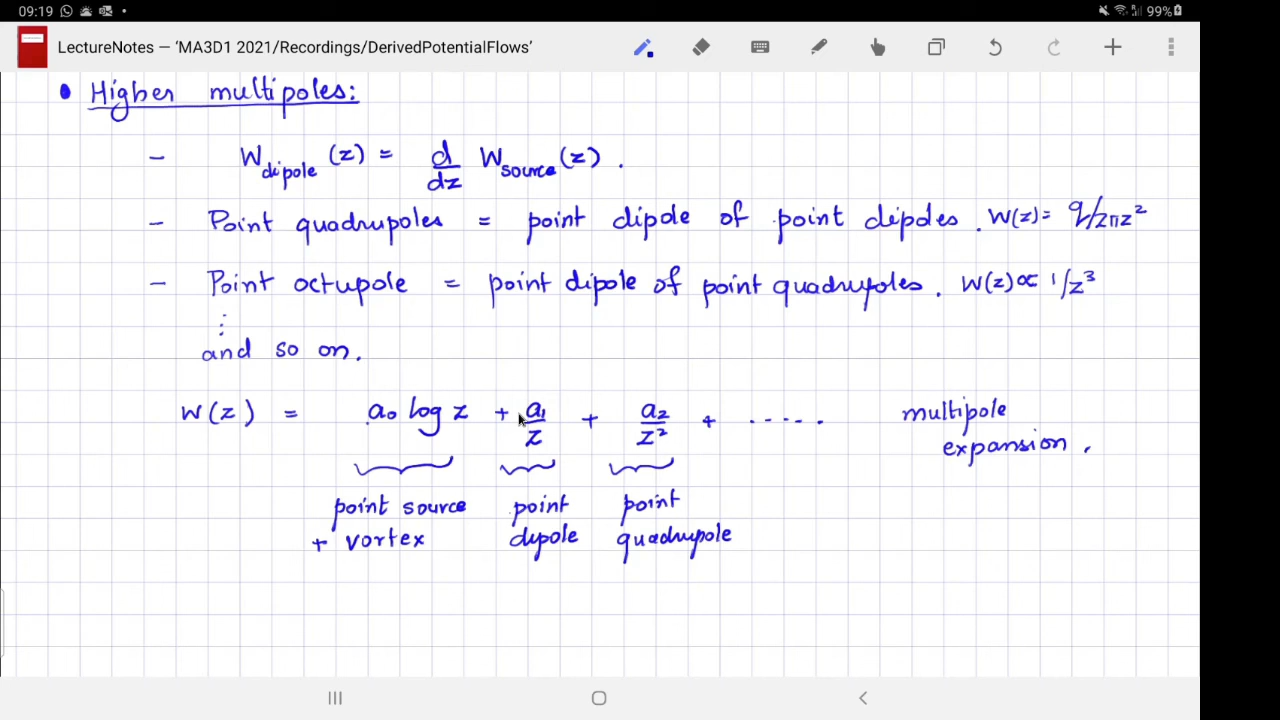 09:19
99%
LectureNotes — ‘MA3D1 2021/Recordings/DerivedPotentialFlows’
• Higher multipoles:
- W_dipole (z) = d/dz W_source (z) .
- Point quadrupoles = point dipole of point dipoles . W(z) = q/2πz²
- Point octupole = point dipole of point quadrupoles . W(z) ∝ 1/z³
⋮
and so on.
W(z) = a₀ log z + a₁/z + a₂/z² + ..... multipole
expansion .
point source point point
+ vortex dipole quadrupole